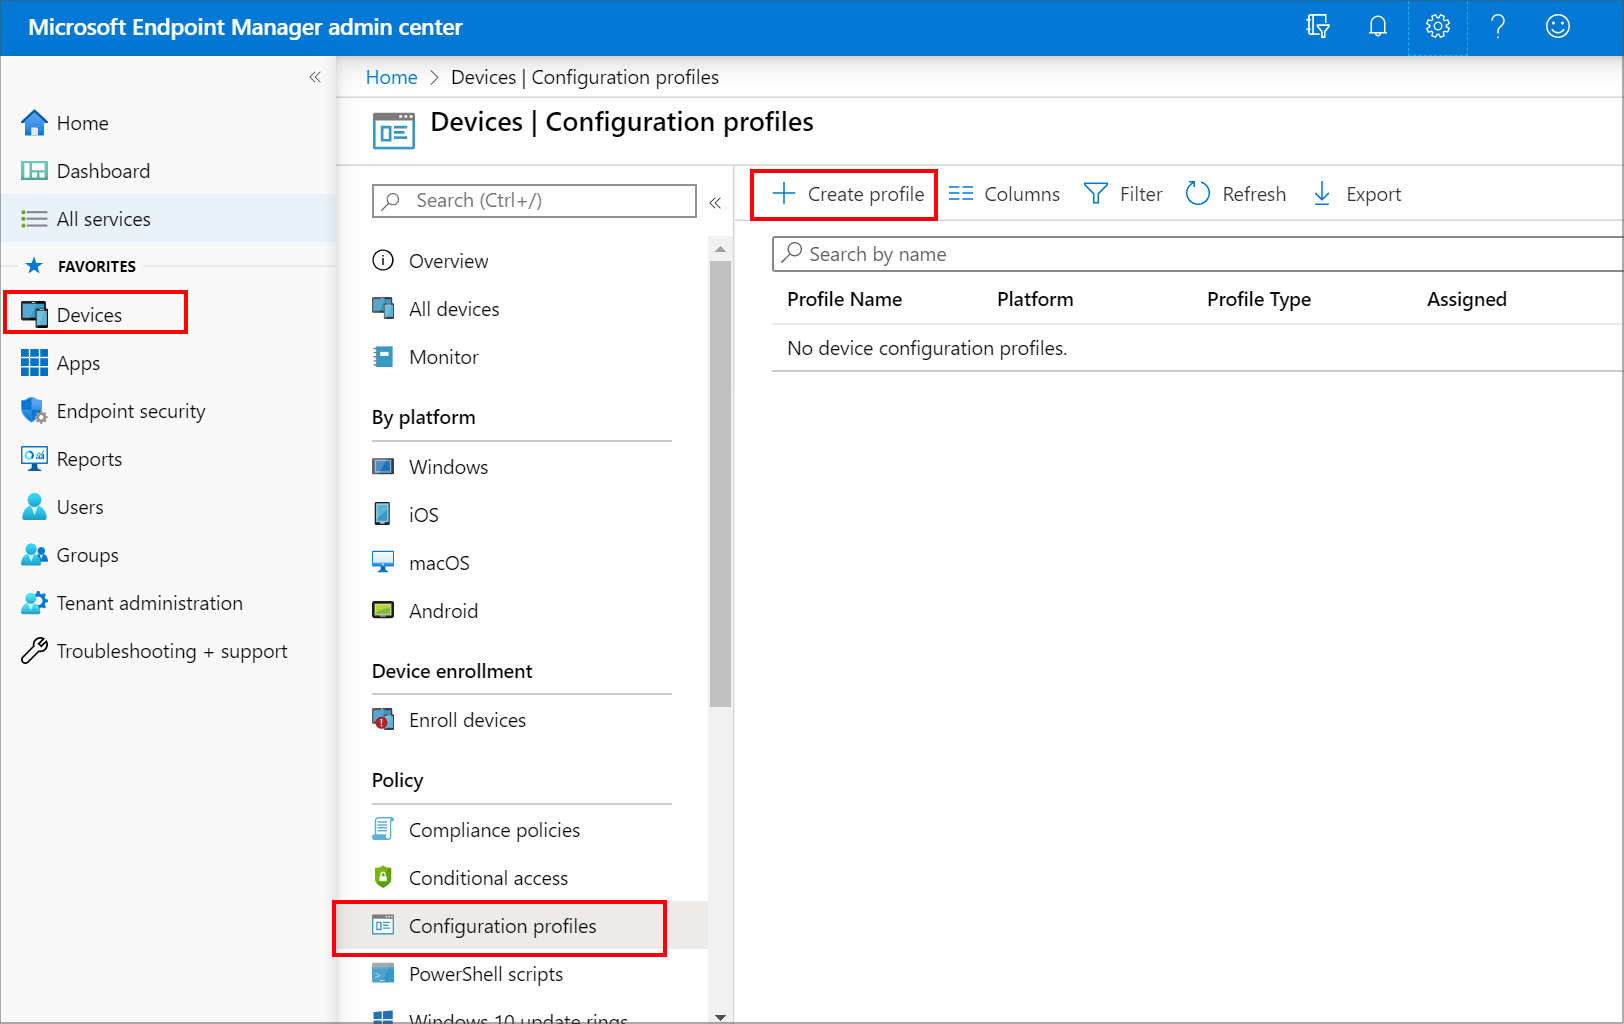 Microsoft Endpoint Manager admin center
Home
Dashboard
All services
FAVORITES
Devices
Apps
Endpoint security
Reports
Users
Groups
Tenant administration
Troubleshooting + support
Home > Devices | Configuration profiles
Devices | Configuration profiles
Search (Ctrl+/)
Overview
All devices
Monitor
By platform
Windows
iOS
macOS
Android
Device enrollment
Enroll devices
Policy
Compliance policies
Conditional access
Configuration profiles
PowerShell scripts
Windows 10 update rings
Create profile Columns Filter Refresh Export
Search by name
Profile Name Platform Profile Type Assigned
No device configuration profiles.